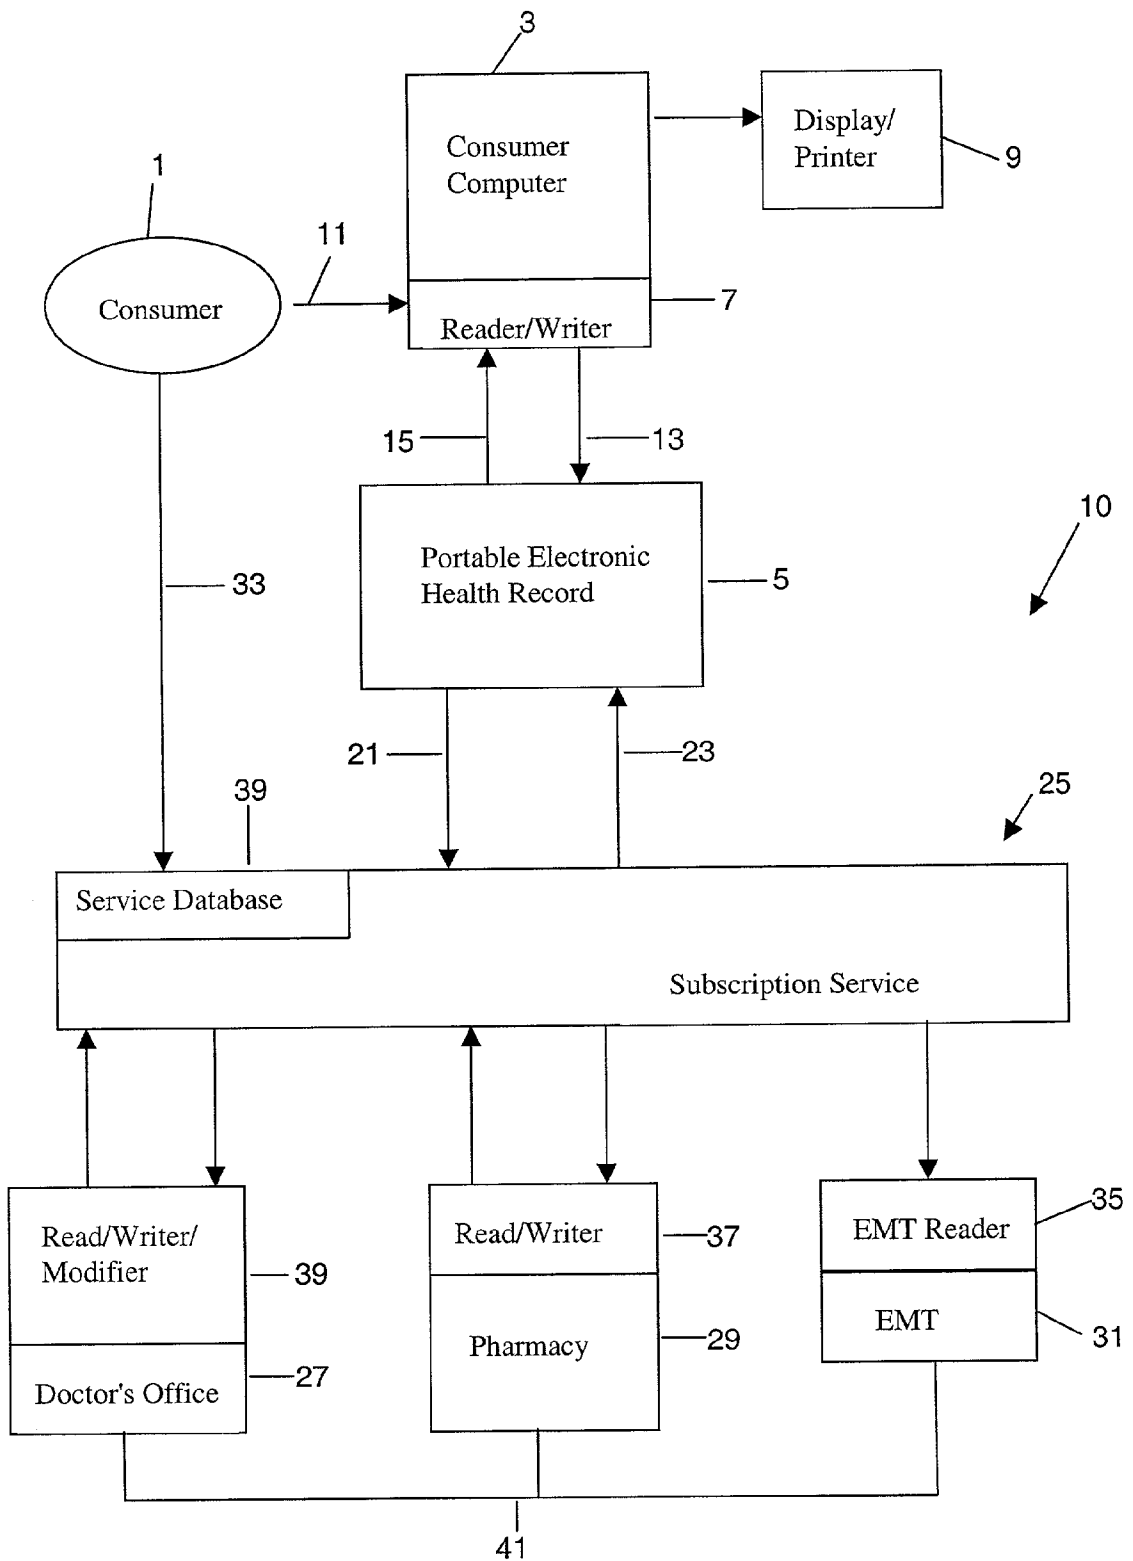 3
Consumer
Computer
Display/
Printer
9
1
11
Consumer
7
Reader/Writer
15
13
10
Portable Electronic
Health Record
5
33
21
23
39
25
Service Database
Subscription Service
Read/Writer/
Modifier
39
Read/Writer
37
EMT Reader
35
EMT
31
Pharmacy
29
27
Doctor's Office
41